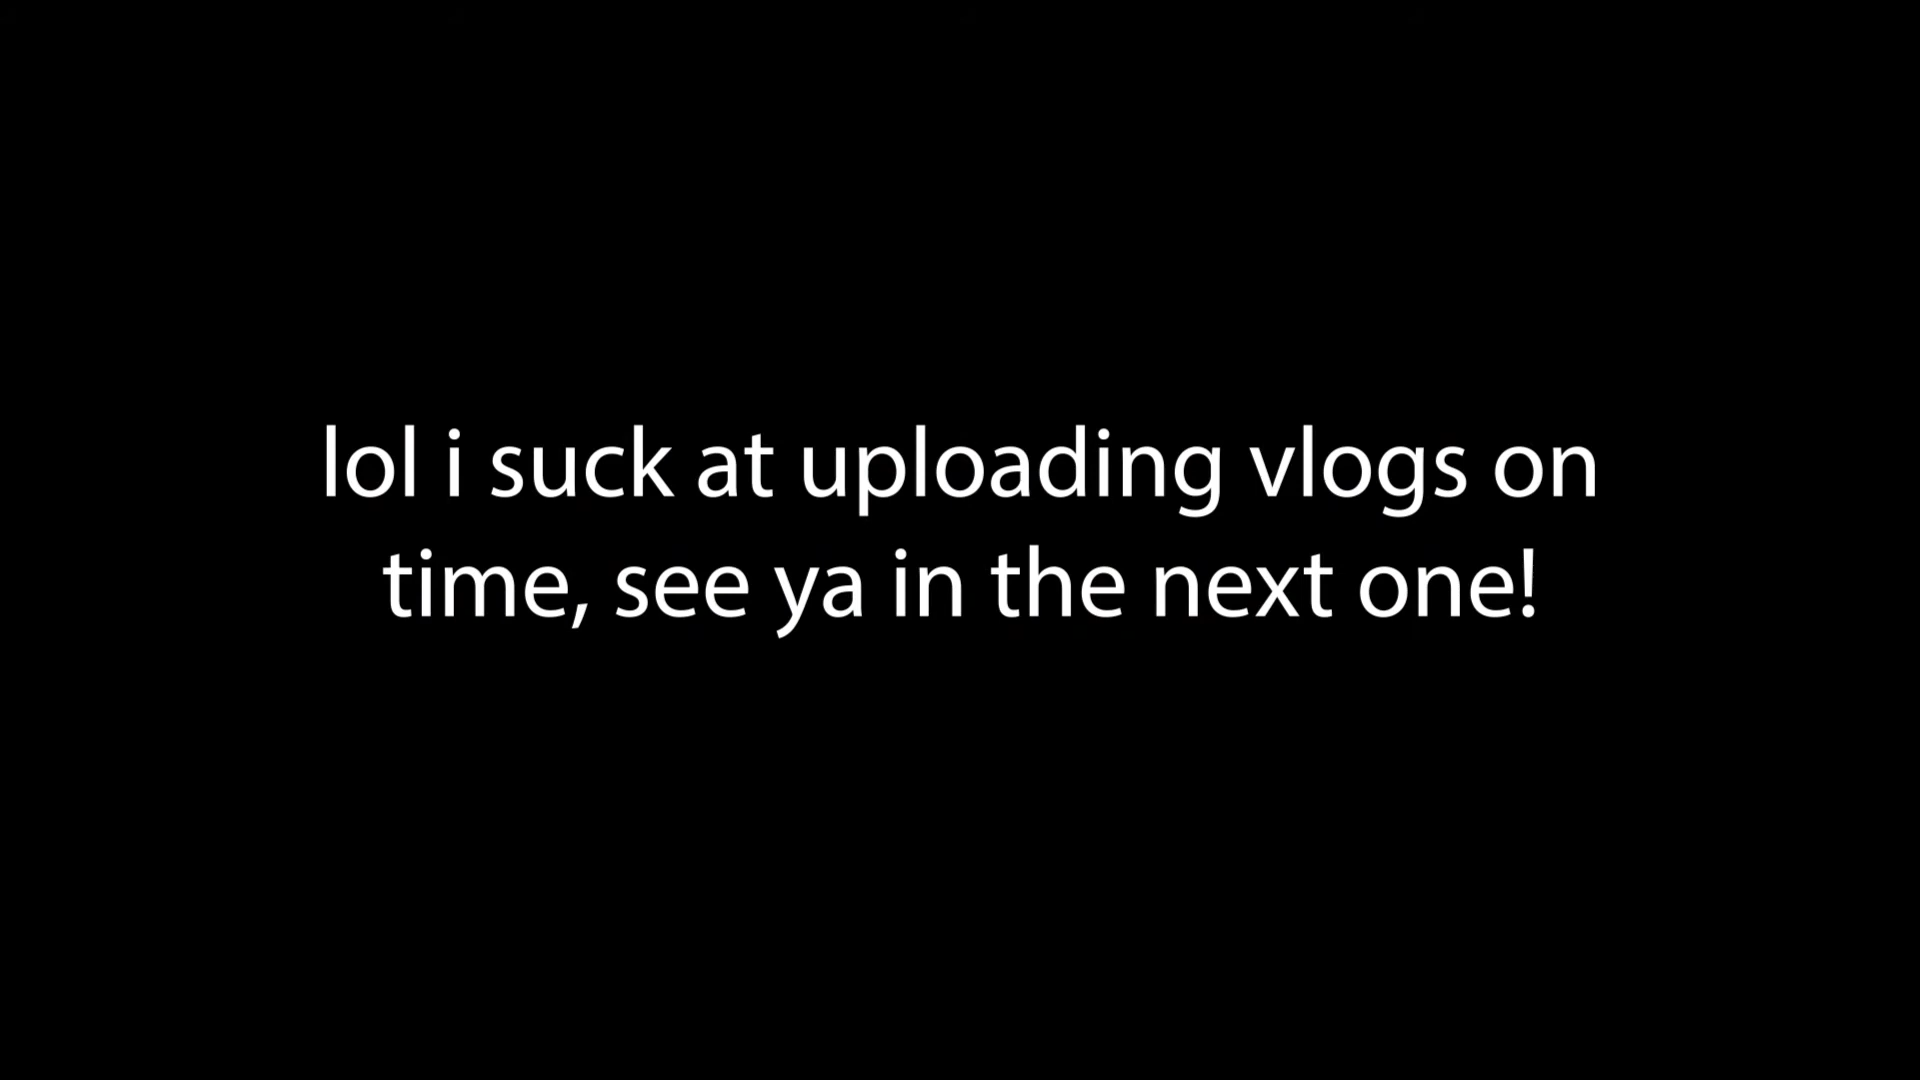 lol i suck at uploading vlogs on
time, see ya in the next one!